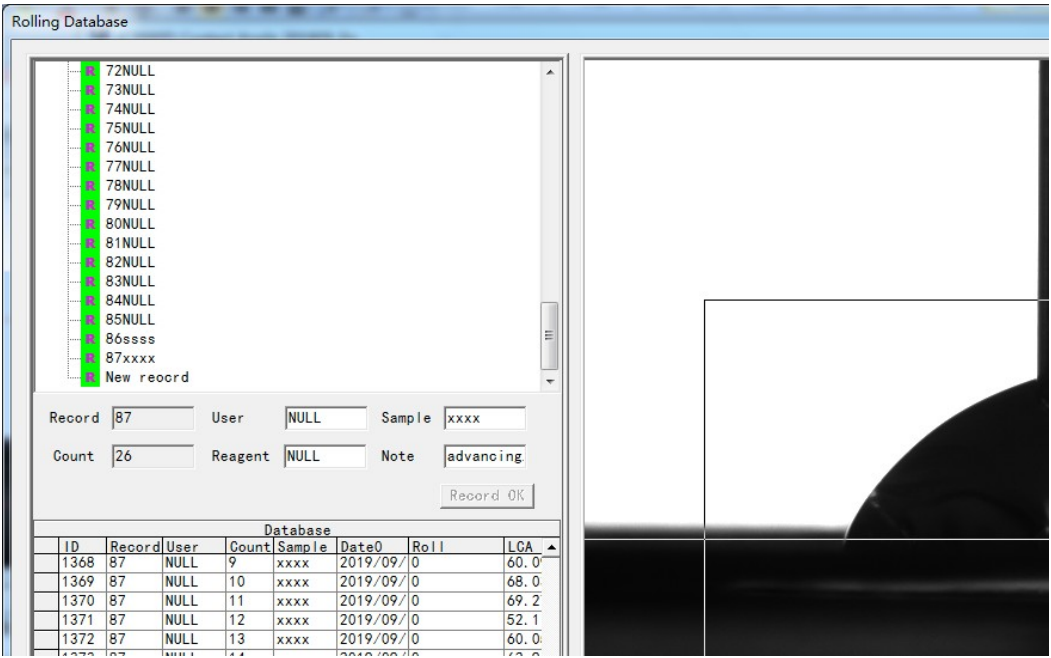 Rolling Database
72NULL
73NULL
74NULL
75NULL
76NULL
77NULL
78NULL
79NULL
80NULL
81NULL
82NULL
83NULL
84NULL
85NULL
86ssss
87xxxx
New reocrd
Record 87 User NULL Sample xxxx
Count 26 Reagent NULL Note advancing
Record OK
Database
ID Record User Count Sample Date0 Roll LCA
1368 87 NULL 9 xxxx 2019/09/ 0 60.0
1369 87 NULL 10 xxxx 2019/09/ 0 68.0
1370 87 NULL 11 xxxx 2019/09/ 0 69.2
1371 87 NULL 12 xxxx 2019/09/ 0 52.1
1372 87 NULL 13 xxxx 2019/09/ 0 60.0